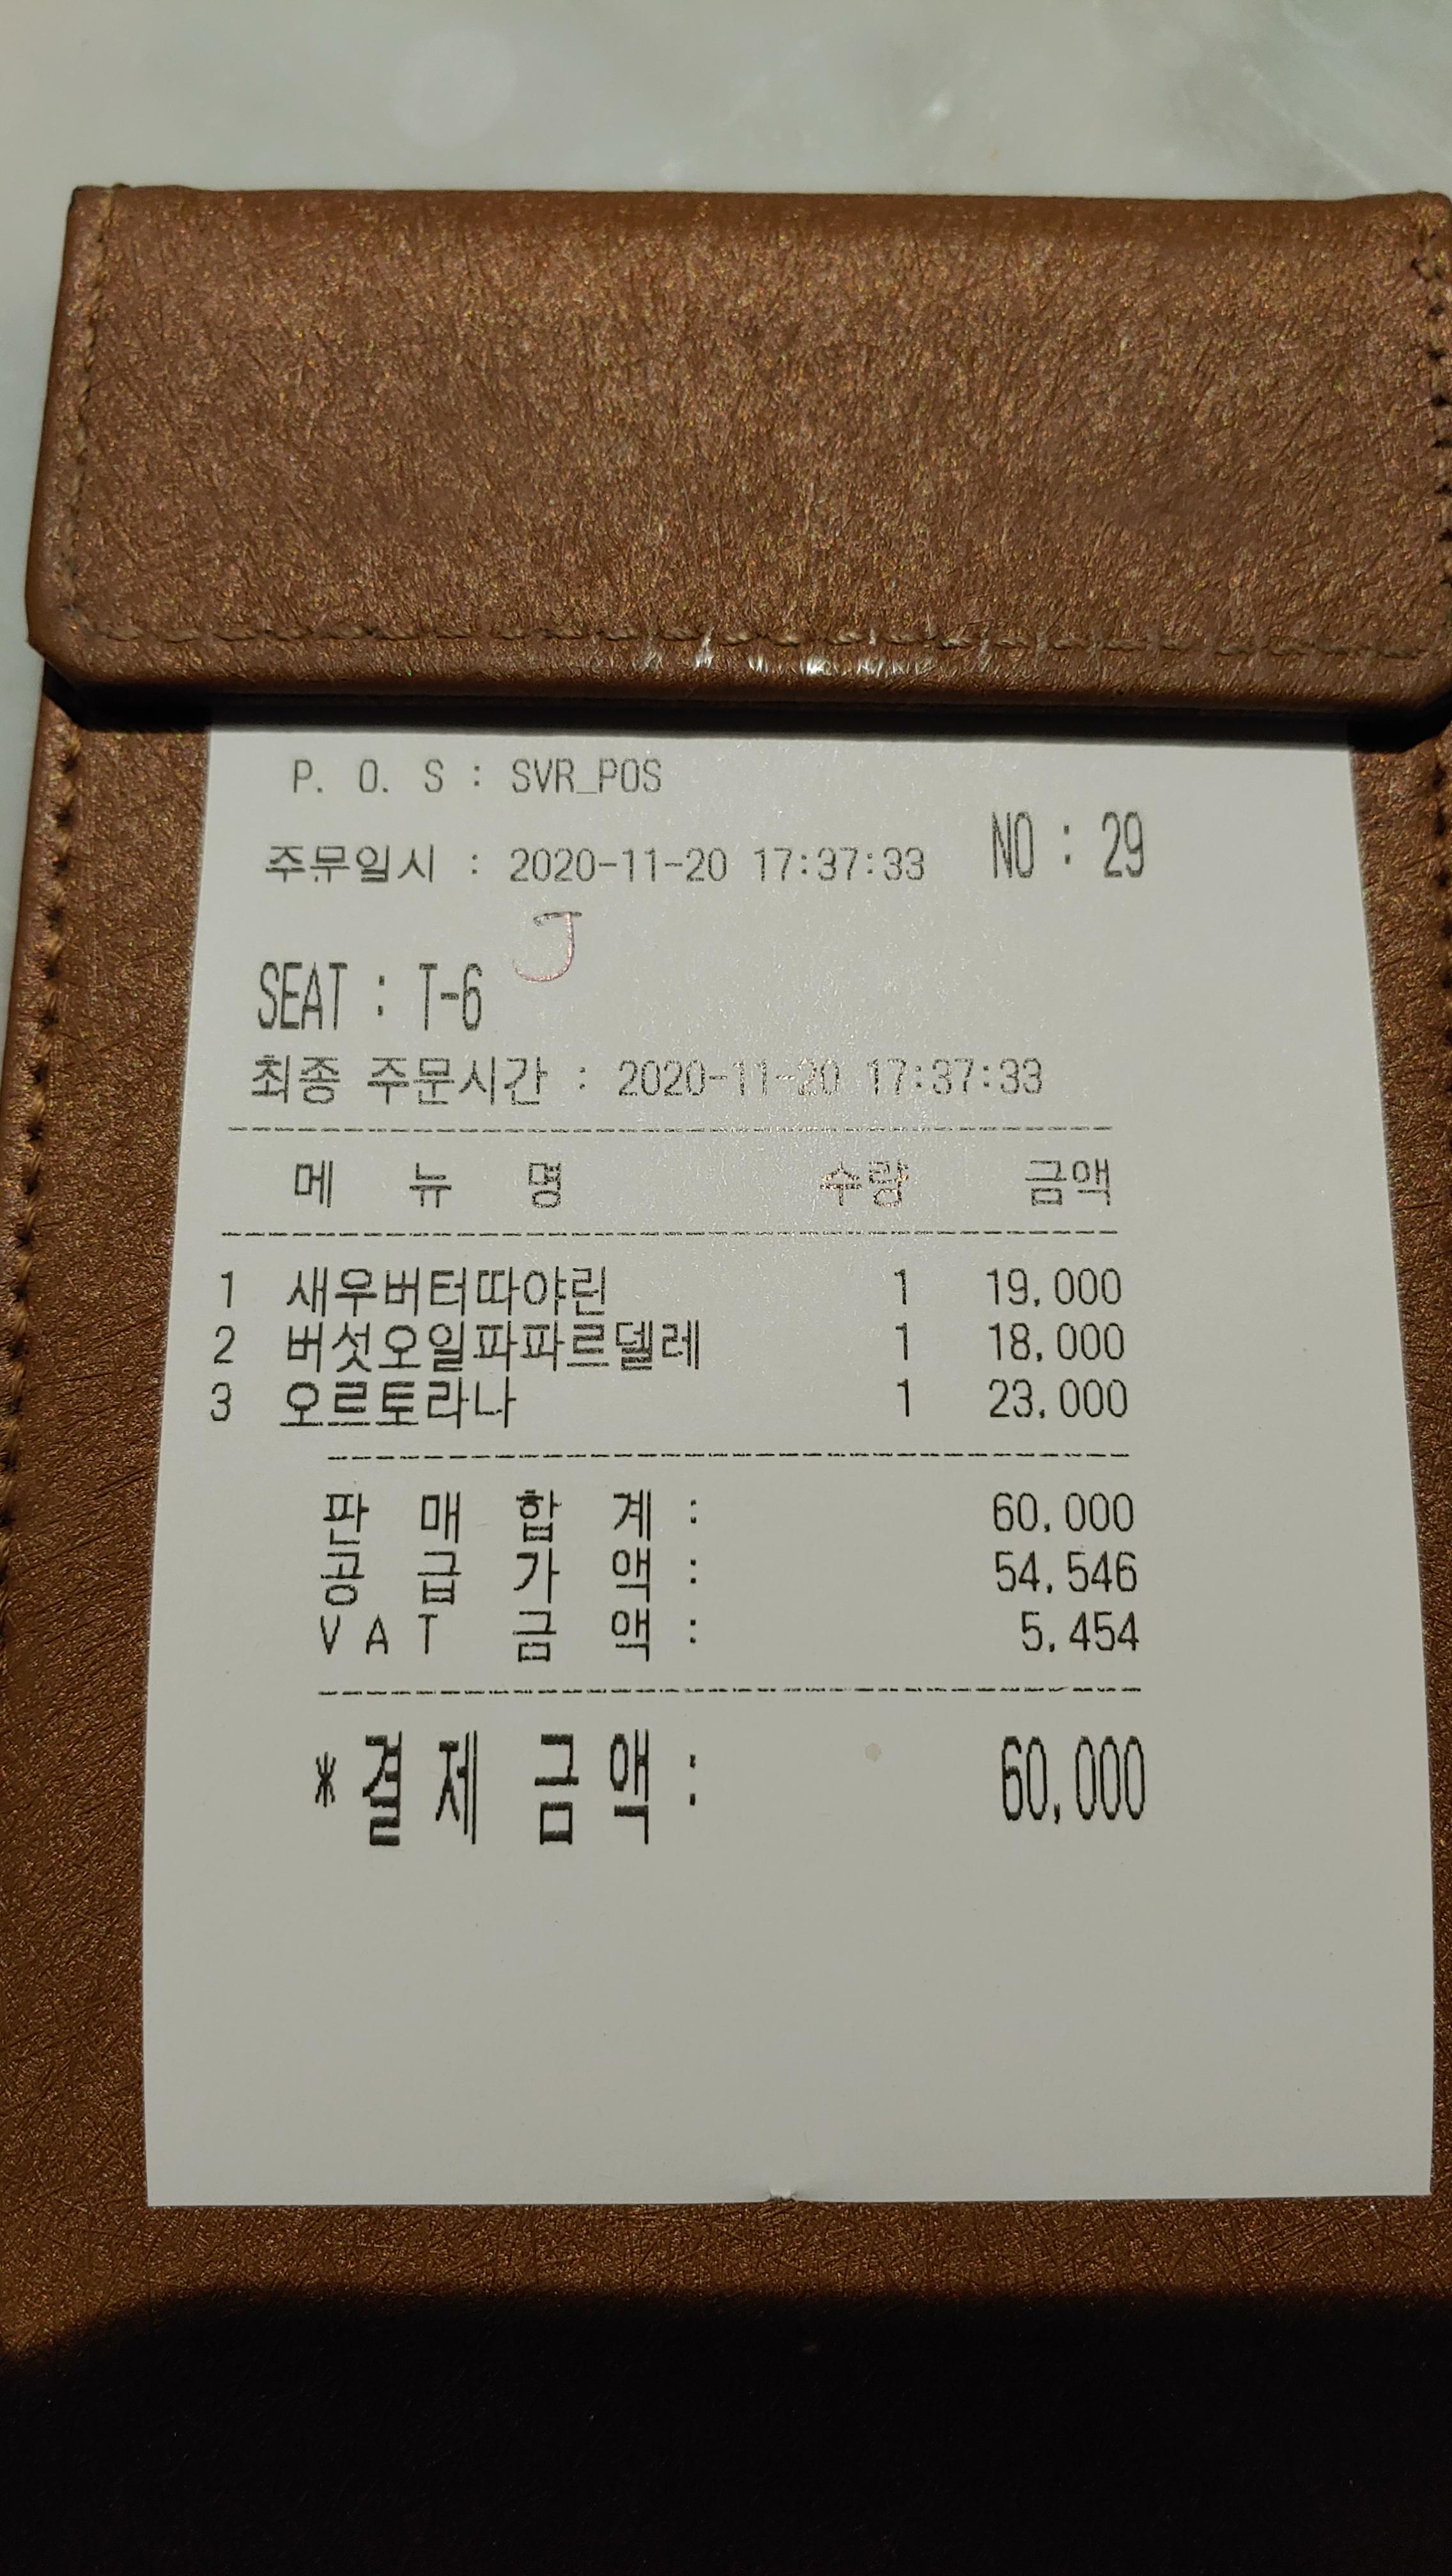 P. O. S : SVR_POS
NO : 29
주문일시 : 2020-11-20 17:37:33
J
SEAT : T-6
최종 주문시간 : 2020-11-20 17:37:33
메 뉴 명 수량 금액
1 새우버터따야린 1 19,000
2 버섯오일파파르델레 1 18,000
3 오르토라나 1 23,000
판 매 합 계 : 60,000
공 급 가 액 : 54,546
V A T 금 액 : 5,454
*결 제 금 액 : 60,000